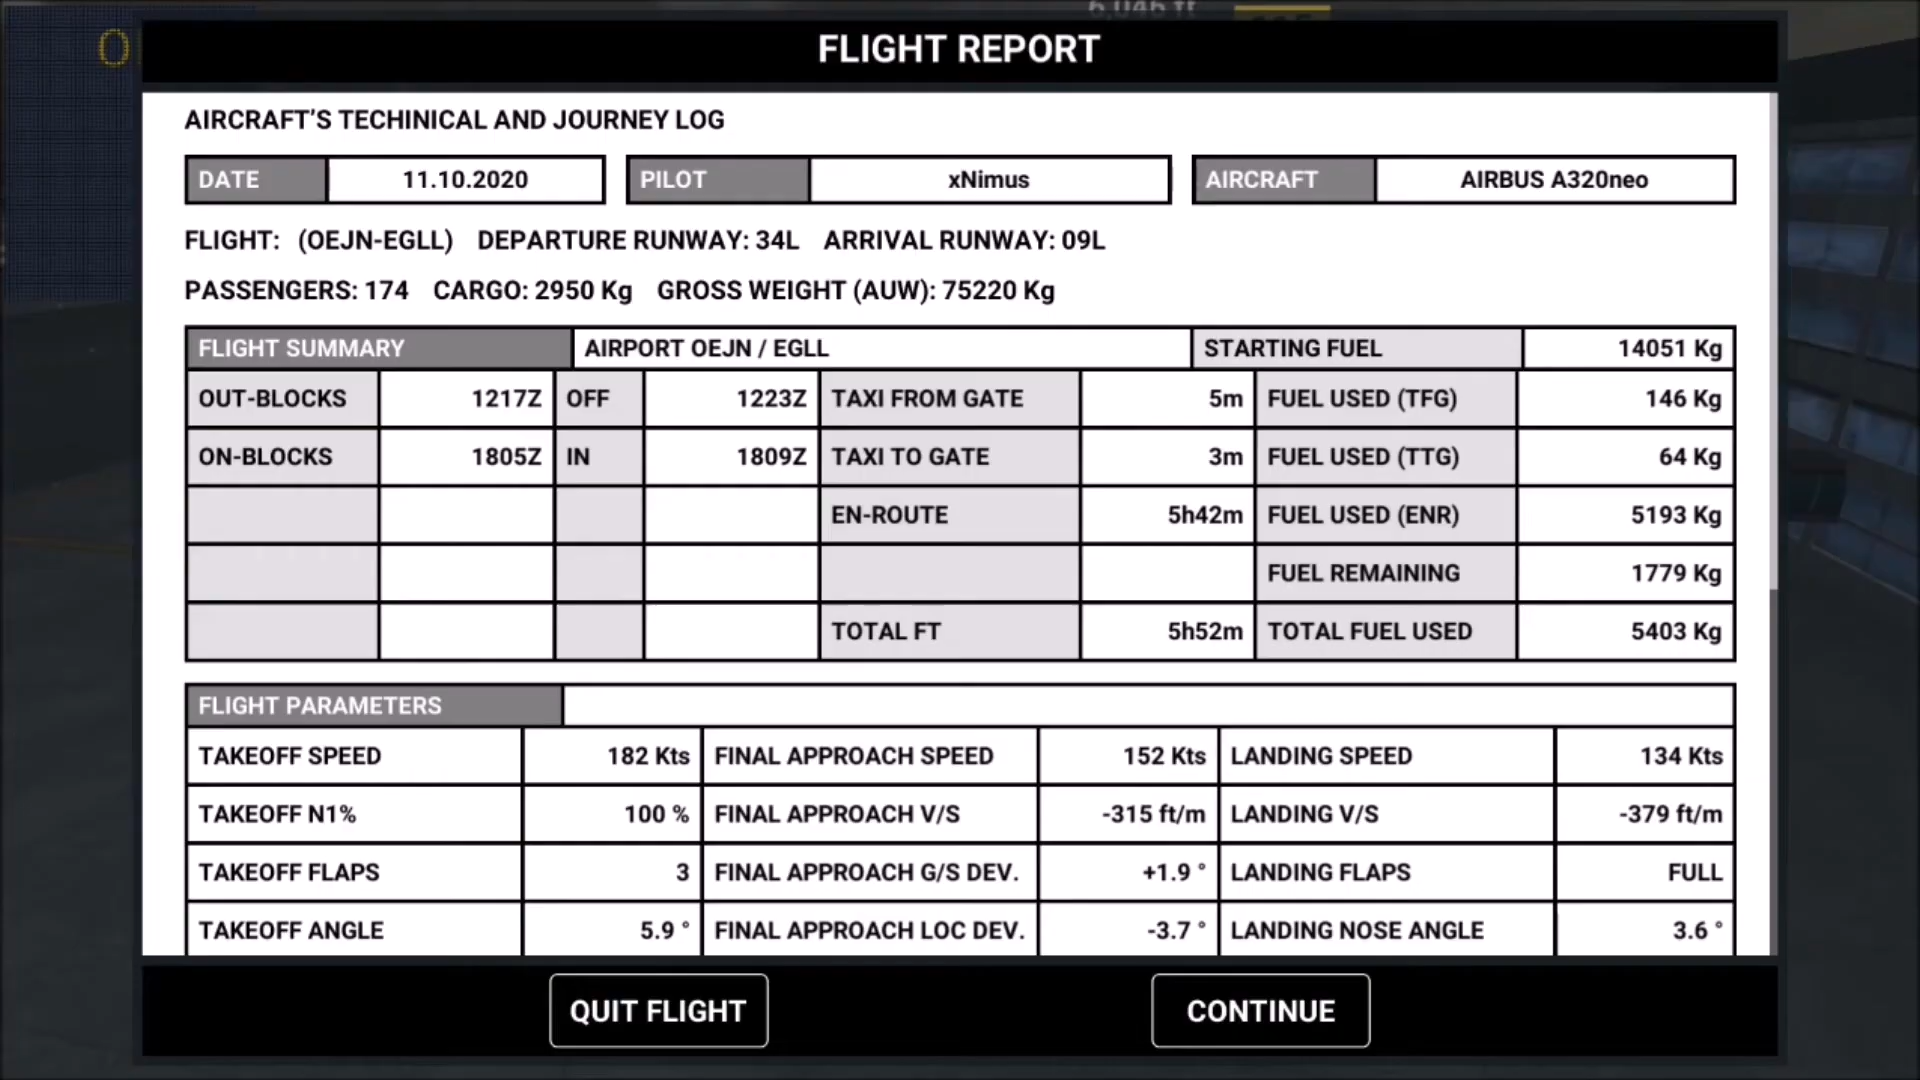 6,046 ft
FLIGHT REPORT
AIRCRAFT'S TECHINICAL AND JOURNEY LOG
DATE 11.10.2020 PILOT xNimus AIRCRAFT AIRBUS A320neo
FLIGHT: (OEJN-EGLL) DEPARTURE RUNWAY: 34L ARRIVAL RUNWAY: 09L
PASSENGERS: 174 CARGO: 2950 Kg GROSS WEIGHT (AUW): 75220 Kg
FLIGHT SUMMARY AIRPORT OEJN / EGLL STARTING FUEL 14051 Kg
OUT-BLOCKS 1217Z OFF 1223Z TAXI FROM GATE 5m FUEL USED (TFG) 146 Kg
ON-BLOCKS 1805Z IN 1809Z TAXI TO GATE 3m FUEL USED (TTG) 64 Kg
EN-ROUTE 5h42m FUEL USED (ENR) 5193 Kg
FUEL REMAINING 1779 Kg
TOTAL FT 5h52m TOTAL FUEL USED 5403 Kg
FLIGHT PARAMETERS
TAKEOFF SPEED 182 Kts FINAL APPROACH SPEED 152 Kts LANDING SPEED 134 Kts
TAKEOFF N1% 100 % FINAL APPROACH V/S -315 ft/m LANDING V/S -379 ft/m
TAKEOFF FLAPS 3 FINAL APPROACH G/S DEV. +1.9 ° LANDING FLAPS FULL
TAKEOFF ANGLE 5.9 ° FINAL APPROACH LOC DEV. -3.7 ° LANDING NOSE ANGLE 3.6 °
QUIT FLIGHT CONTINUE